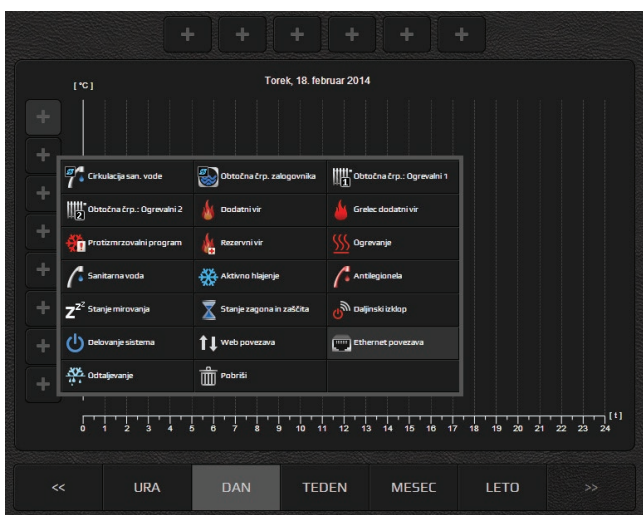 [ °C ]
Torek, 18. februar 2014
Cirkulacija san. vode
Obtočna črp. zalogovnika
Obtočna črp.: Ogrevalni 1
Obtočna črp.: Ogrevalni 2
Dodatni vir
Grelec dodatni vir
Protizmrzovalni program
Rezervni vir
Ogrevanje
Sanitarna voda
Aktivno hlajenje
Antilegionela
Stanje mirovanja
Stanje zagona in zaščita
Daljinski izklop
Delovanje sistema
Web povezava
Ethernet povezava
Odtaljevanje
Pobriši
[ t ]
0 1 2 3 4 5 6 7 8 9 10 11 12 13 14 15 16 17 18 19 20 21 22 23 24
<< URA DAN TEDEN MESEC LETO >>